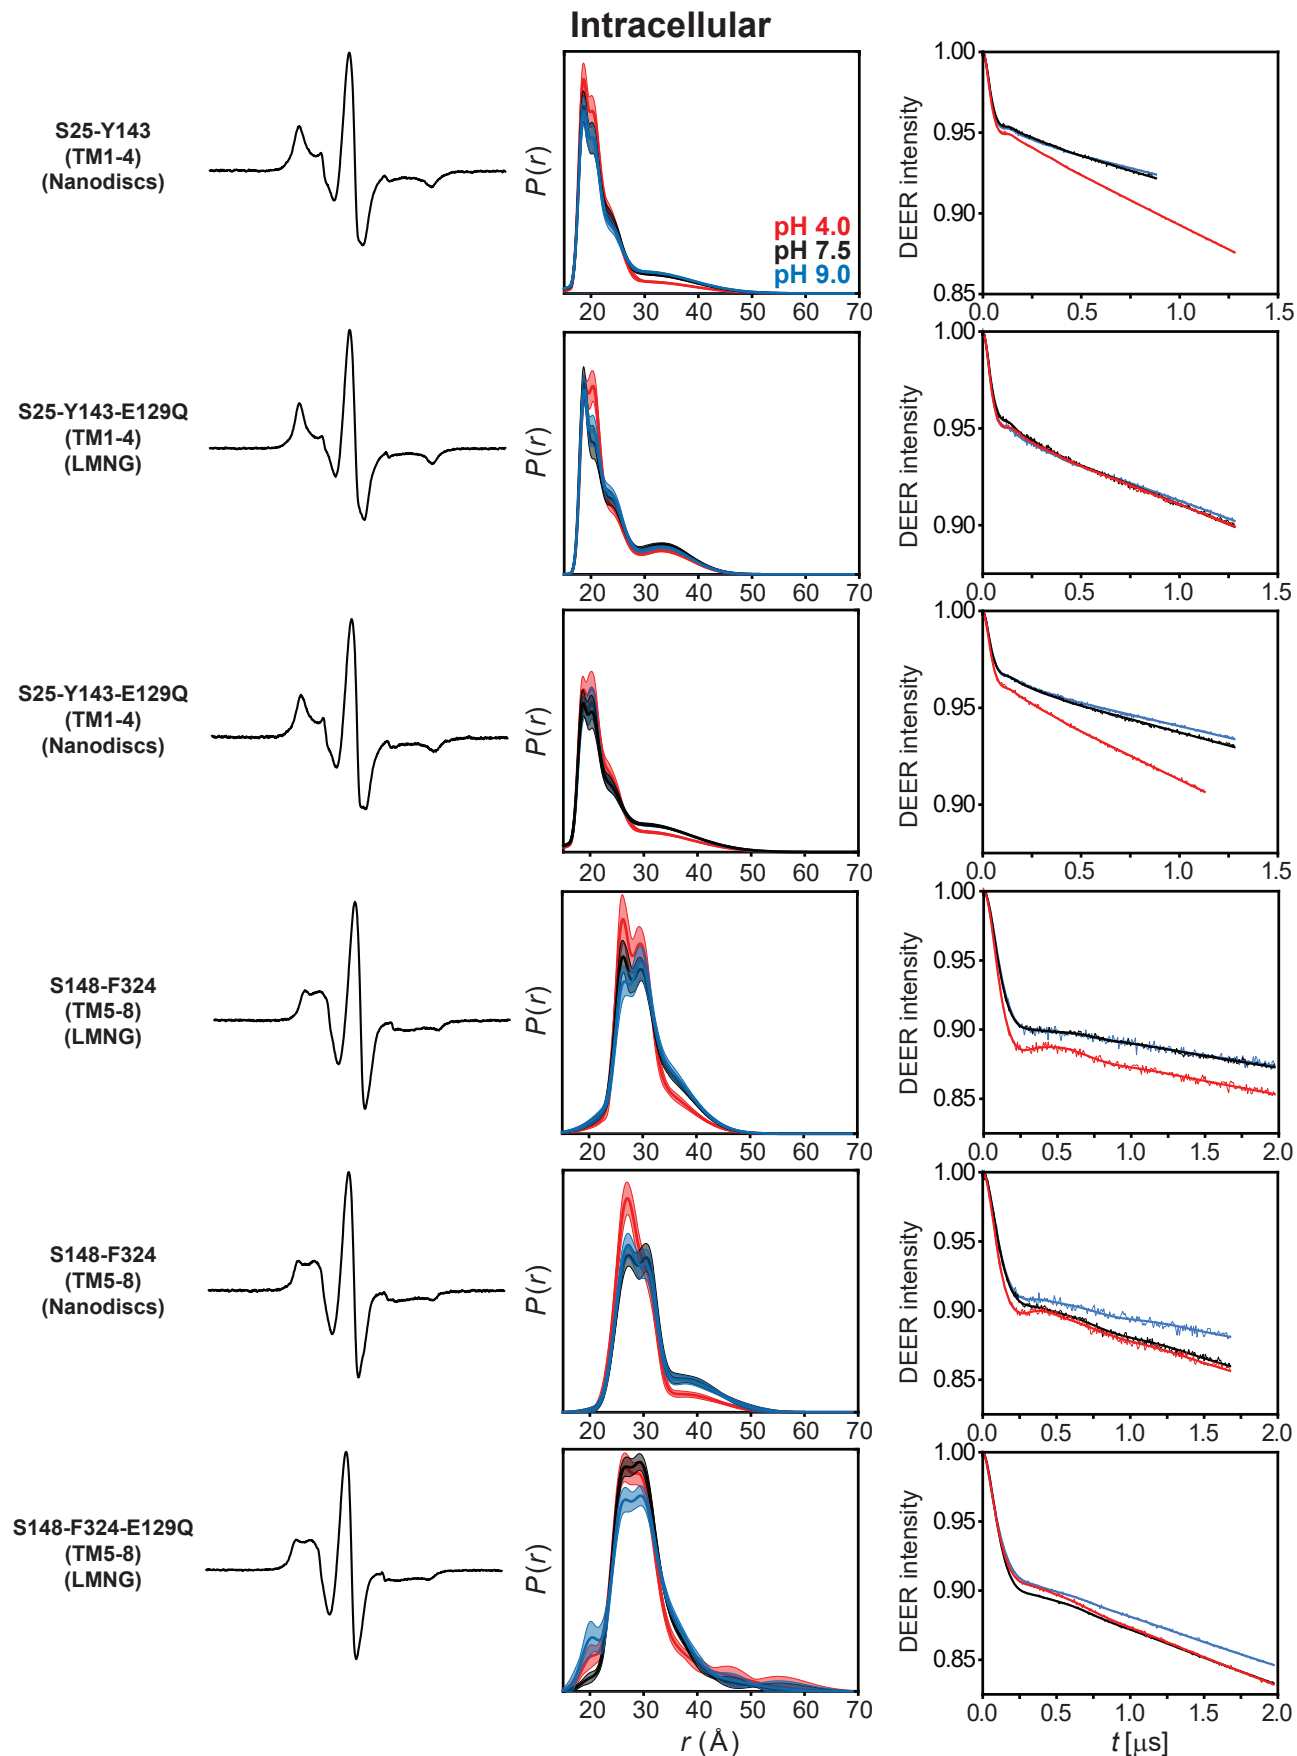 Intracellular
S25-Y143
(TM1-4)
(Nanodiscs)
P(r)
pH 4.0
pH 7.5
pH 9.0
20 30 40 50 60 70
DEER intensity
1.00
0.95
0.90
0.85
0.0 0.5 1.0 1.5
S25-Y143-E129Q
(TM1-4)
(LMNG)
P(r)
20 30 40 50 60 70
DEER intensity
1.00
0.95
0.90
0.0 0.5 1.0 1.5
S25-Y143-E129Q
(TM1-4)
(Nanodiscs)
P(r)
20 30 40 50 60 70
DEER intensity
1.00
0.95
0.90
0.0 0.5 1.0 1.5
S148-F324
(TM5-8)
(LMNG)
P(r)
20 30 40 50 60 70
DEER intensity
1.00
0.95
0.90
0.85
0.0 0.5 1.0 1.5 2.0
S148-F324
(TM5-8)
(Nanodiscs)
P(r)
20 30 40 50 60 70
DEER intensity
1.00
0.95
0.90
0.85
0.0 0.5 1.0 1.5 2.0
S148-F324-E129Q
(TM5-8)
(LMNG)
P(r)
20 30 40 50 60 70
r (Å)
DEER intensity
1.00
0.95
0.90
0.85
0.0 0.5 1.0 1.5 2.0
t [μs]